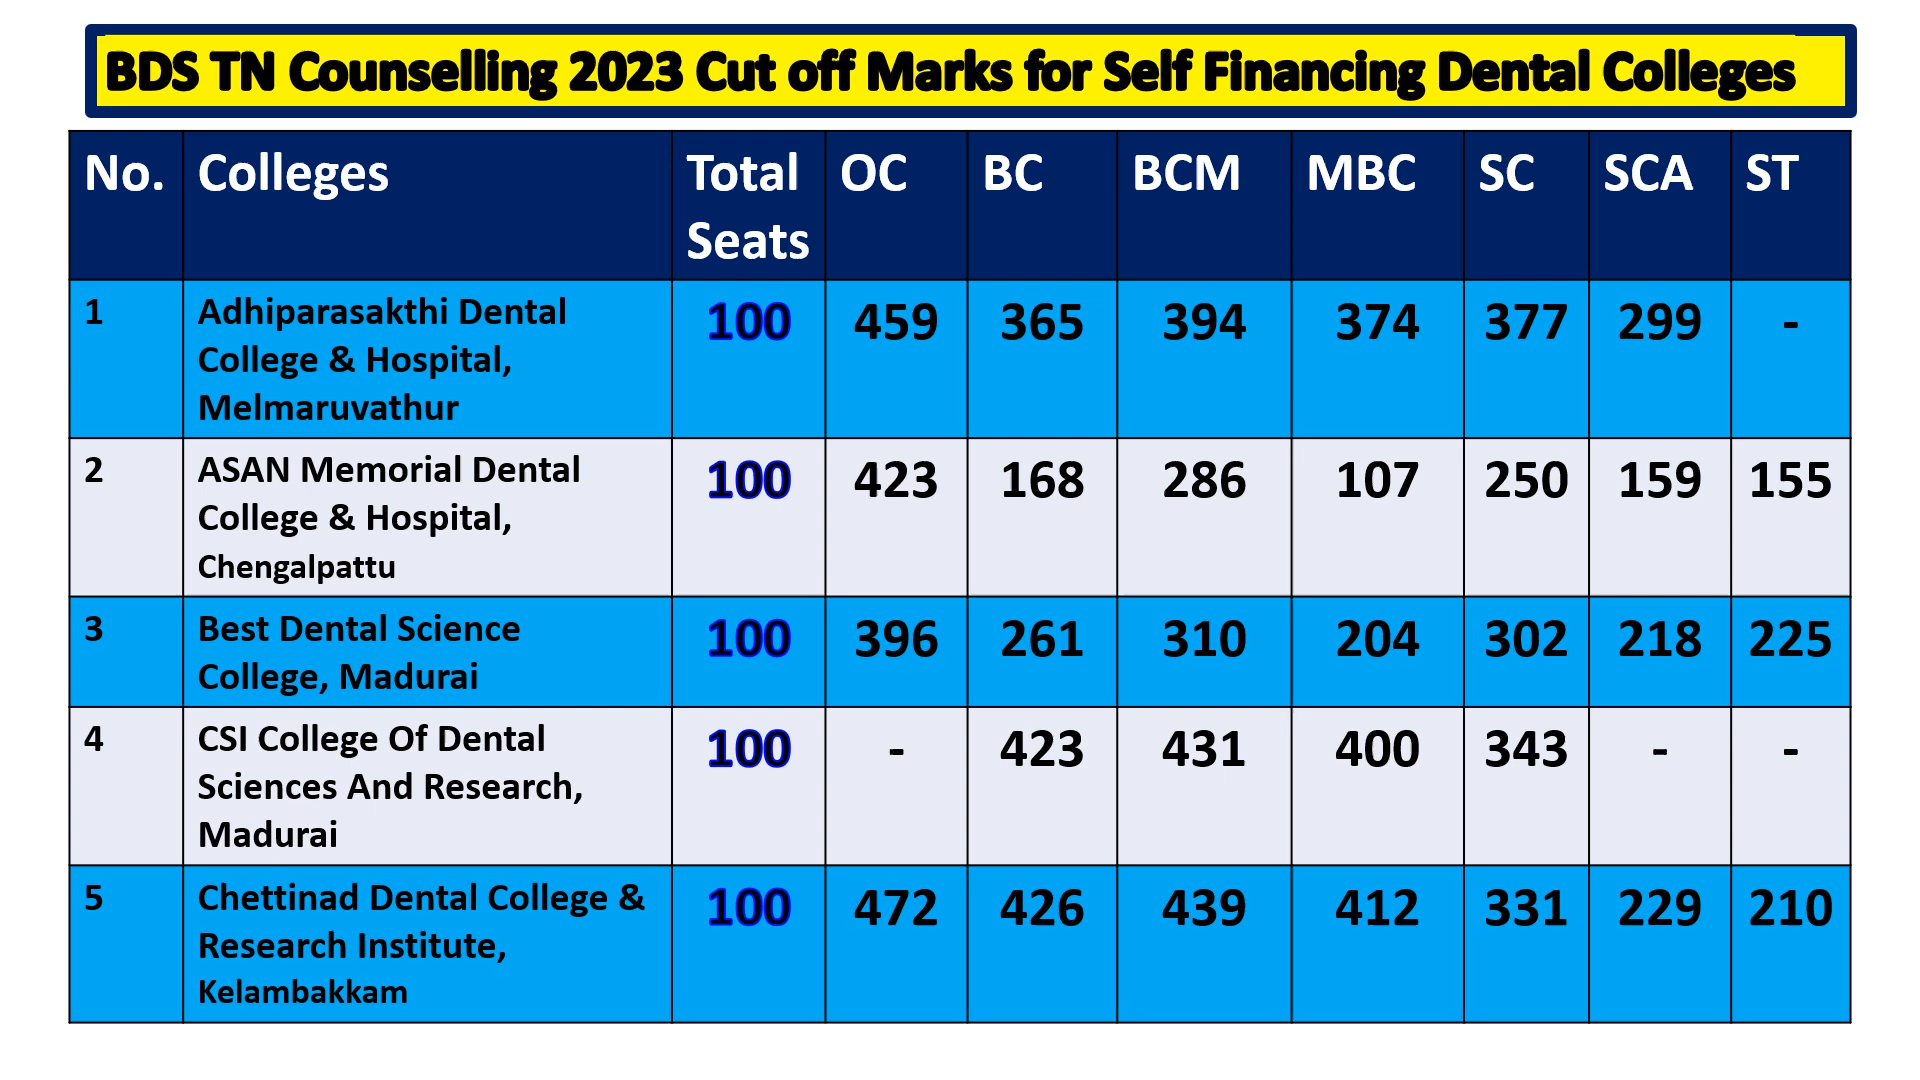 BDS TN Counselling 2023 Cut off Marks for Self Financing Dental Colleges
No. Colleges Total Seats OC BC BCM MBC SC SCA ST
1 Adhiparasakthi Dental College & Hospital, Melmaruvathur 100 459 365 394 374 377 299 -
2 ASAN Memorial Dental College & Hospital, Chengalpattu 100 423 168 286 107 250 159 155
3 Best Dental Science College, Madurai 100 396 261 310 204 302 218 225
4 CSI College Of Dental Sciences And Research, Madurai 100 - 423 431 400 343 - -
5 Chettinad Dental College & Research Institute, Kelambakkam 100 472 426 439 412 331 229 210